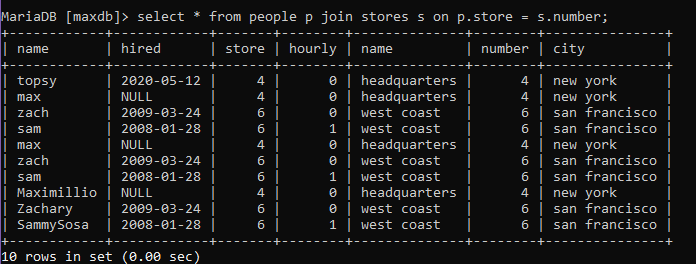 MariaDB [maxdb]> select * from people p join stores s on p.store = s.number;
+------------+------------+-------+--------+--------------+--------+---------------+
| name       | hired      | store | hourly | name         | number | city          |
+------------+------------+-------+--------+--------------+--------+---------------+
| topsy      | 2020-05-12 |     4 |      0 | headquarters |      4 | new york      |
| max        | NULL       |     4 |      0 | headquarters |      4 | new york      |
| zach       | 2009-03-24 |     6 |      0 | west coast   |      6 | san francisco |
| sam        | 2008-01-28 |     6 |      1 | west coast   |      6 | san francisco |
| max        | NULL       |     4 |      0 | headquarters |      4 | new york      |
| zach       | 2009-03-24 |     6 |      0 | west coast   |      6 | san francisco |
| sam        | 2008-01-28 |     6 |      1 | west coast   |      6 | san francisco |
| Maximillio | NULL       |     4 |      0 | headquarters |      4 | new york      |
| Zachary    | 2009-03-24 |     6 |      0 | west coast   |      6 | san francisco |
| SammySosa  | 2008-01-28 |     6 |      1 | west coast   |      6 | san francisco |
+------------+------------+-------+--------+--------------+--------+---------------+
10 rows in set (0.00 sec)